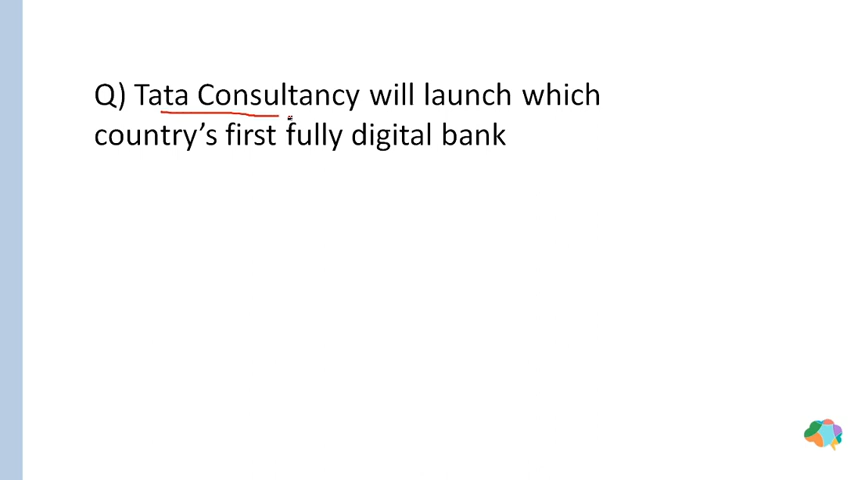 Q) Tata Consultancy will launch which
country’s first fully digital bank